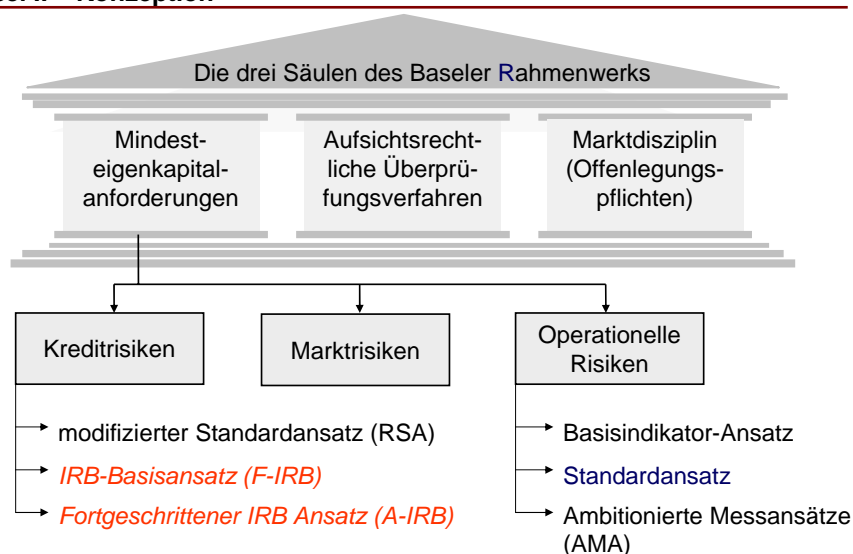 Konzeption
Die drei Säulen des Baseler Rahmenwerks
Mindest-
eigenkapital-
anforderungen
Aufsichtsrecht-
liche Überprü-
fungsverfahren
Marktdisziplin
(Offenlegungs-
pflichten)
Kreditrisiken
Marktrisiken
Operationelle
Risiken
modifizierter Standardansatz (RSA)
IRB-Basisansatz (F-IRB)
Fortgeschrittener IRB Ansatz (A-IRB)
Basisindikator-Ansatz
Standardansatz
Ambitionierte Messansätze
(AMA)